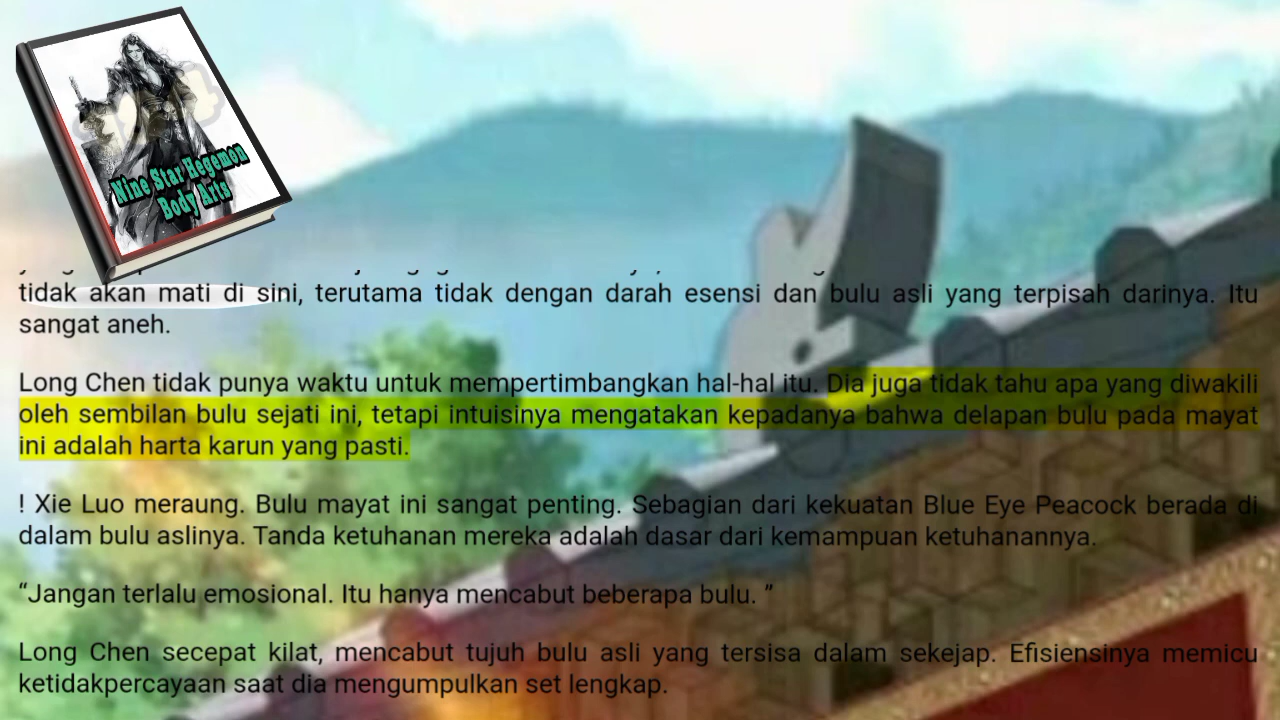 Nine Star Hegemon
Body Arts
tidak akan mati di sini, terutama tidak dengan darah esensi dan bulu asli yang terpisah darinya. Itu
sangat aneh.
Long Chen tidak punya waktu untuk mempertimbangkan hal-hal itu. Dia juga tidak tahu apa yang diwakili
oleh sembilan bulu sejati ini, tetapi intuisinya mengatakan kepadanya bahwa delapan bulu pada mayat
ini adalah harta karun yang pasti.
! Xie Luo meraung. Bulu mayat ini sangat penting. Sebagian dari kekuatan Blue Eye Peacock berada di
dalam bulu aslinya. Tanda ketuhanan mereka adalah dasar dari kemampuan ketuhanannya.
“Jangan terlalu emosional. Itu hanya mencabut beberapa bulu. ”
Long Chen secepat kilat, mencabut tujuh bulu asli yang tersisa dalam sekejap. Efisiensinya memicu
ketidakpercayaan saat dia mengumpulkan set lengkap.